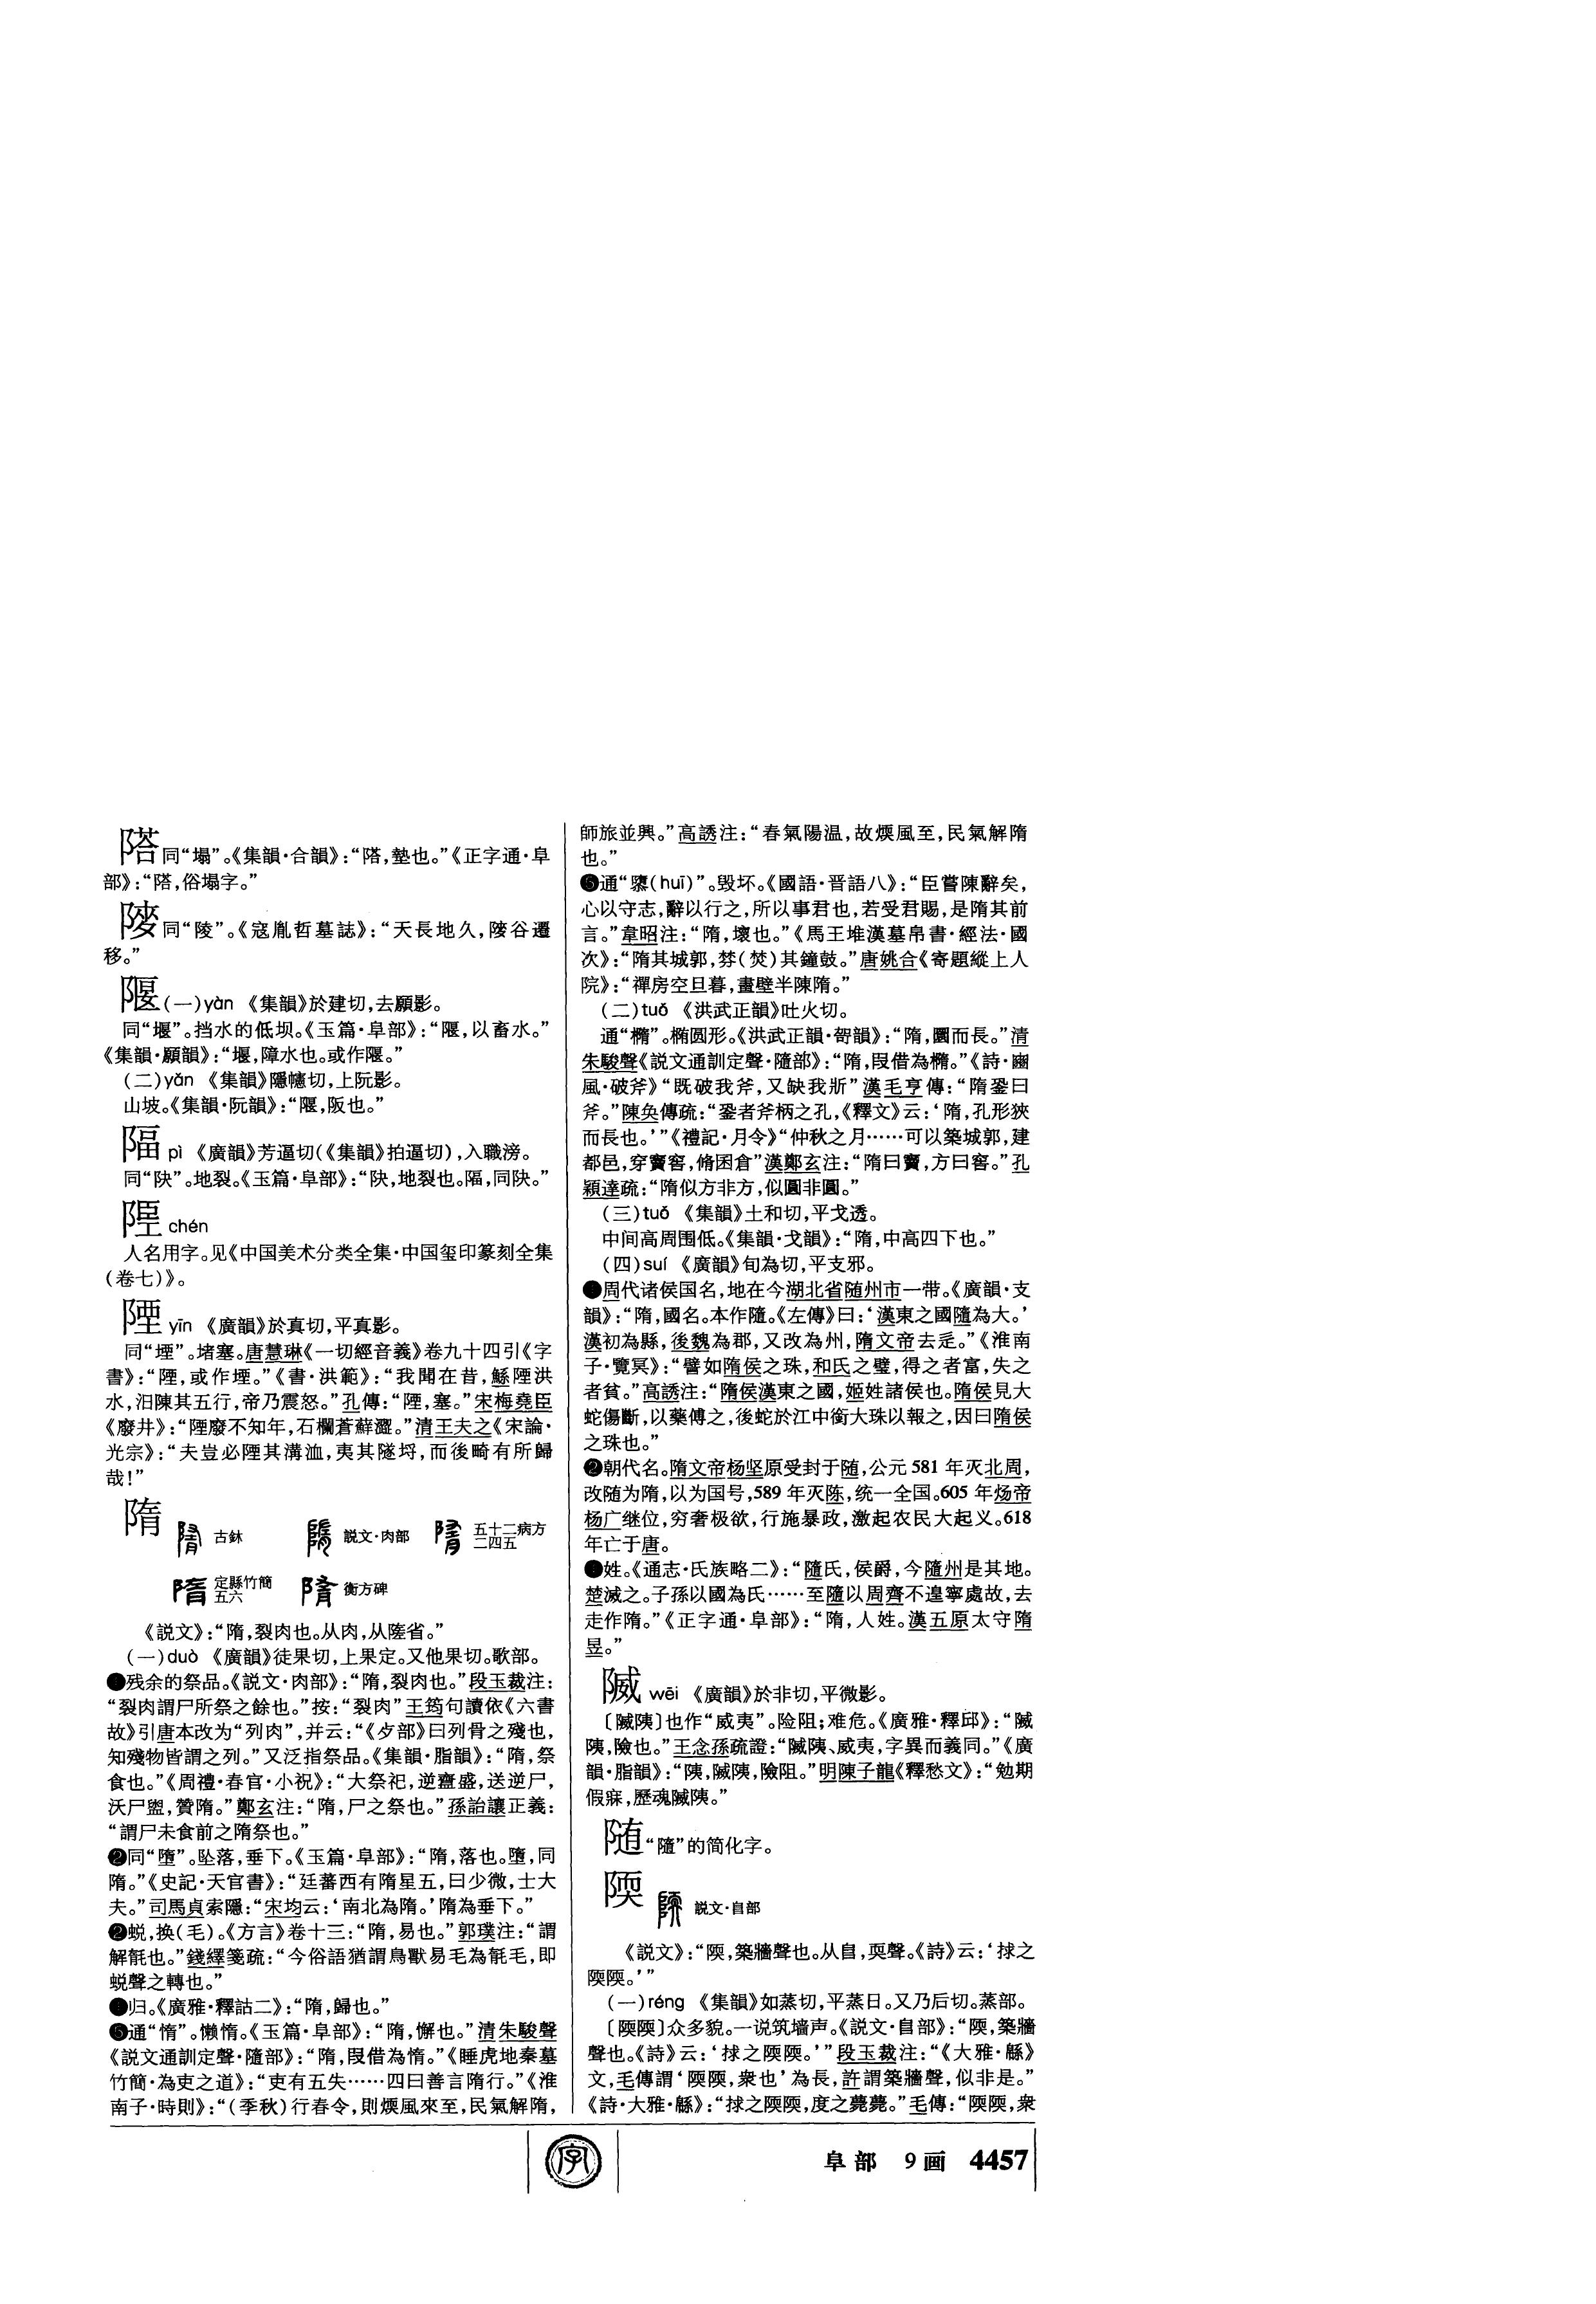 𨺉同“塌”。《集韻·合韻》：“𨺉，墊也。”《正字通·阜
部》：“𨺉，俗塌字。”
同“陵”。《寇胤哲墓誌》：“天長地久，谷遷
移。”
隁(一)yàn 《集韻》於建切，去願影。
同“堰”。挡水的低坝。《玉篇·阜部》：“隁，以畜水。”
《集韻·願韻》：“堰，障水也。或作隁。”
(二)yǎn 《集韻》隱幰切，上阮影。
山坡。《集韻·阮韻》：“隁，阪也。”
pì 《廣韻》芳逼切(《集韻》拍逼切)，入職滂。
同“䦼”。地裂。《玉篇·阜部》：“，地裂也。，同。”
chén
人名用字。见《中国美术分类全集·中国玺印篆刻全集
(卷七)》。
陻 yīn 《廣韻》於真切，平真影。
同“堙”。堵塞。唐慧琳《一切經音義》卷九十四引《字
書》：“陻，或作堙。”《書·洪範》：“我聞在昔，鯀陻洪
水，汩陳其五行，帝乃震怒。”孔傳：“陻，塞。”宋梅堯臣
《廢井》：“陻廢不知年，石欄蒼蘚澀。”清王夫之《宋論·
光宗》：“夫豈必陻其溝洫，夷其隧埒，而後畸有所歸
哉！”
隋
古鉥
説文·肉部
五十二病方
二四五
定縣竹簡
五六
衡方碑
《説文》：“隋，裂肉也。从肉，从隓省。”
(一)duò 《廣韻》徒果切，上果定。又他果切。歌部。
❶残余的祭品。《説文·肉部》：“隋，裂肉也。”段玉裁注：
“裂肉謂尸所祭之餘也。”按：“裂肉”王筠句讀依《六書
故》引唐本改为“列肉”，并云：“《歺部》曰列骨之殘也，
知殘物皆謂之列。”又泛指祭品。《集韻·脂韻》：“隋，祭
食也。”《周禮·春官·小祝》：“大祭祀，逆齍盛，送逆尸，
沃尸盥，贊隋。”鄭玄注：“隋，尸之祭也。”孫詒讓正義：
“謂尸未食前之隋祭也。”
❷同“墮”。坠落，垂下。《玉篇·阜部》：“隋，落也。墮，同
隋。”《史記·天官書》：“廷蕃西有隋星五，曰少微，士大
夫。”司馬貞索隱：“宋均云：‘南北為隋。’隋為垂下。”
❷蜕，换(毛)。《方言》卷十三：“隋，易也。”郭璞注：“謂
解毻也。”錢繹箋疏：“今俗語猶謂鳥獸易毛為毻毛，即
蜕聲之轉也。”
归。《廣雅·釋詁二》：“隋，歸也。”
❺通“惰”。懒惰。《玉篇·阜部》：“隋，懈也。”清朱駿聲
《説文通訓定聲·隨部》：“隋，叚借為惰。”《睡虎地秦墓
竹簡·為吏之道》：“吏有五失……四曰善言隋行。”《淮
南子·時則》：“(季秋)行春令，則煗風來至，民氣解隋，
師旅並興。”高誘注：“春氣陽温，故煗風至，民氣解隋
也。”
❻通“隳(huī)”。毁坏。《國語·晋語八》：“臣嘗陳辭矣，
心以守志，辭以行之，所以事君也，若受君賜，是隋其前
言。”韋昭注：“隋，壞也。”《馬王堆漢墓帛書·經法·國
次》：“隋其城郭，棼(焚)其鐘鼓。”唐姚合《寄題縱上人
院》：“禪房空旦暮，畫壁半陳隋。”
(二)tuǒ 《洪武正韻》吐火切。
通“橢”。椭圆形。《洪武正韻·哿韻》：“隋，圜而長。”清
朱駿聲《説文通訓定聲·隨部》：“隋，叚借為橢。”《詩·豳
風·破斧》“既破我斧，又缺我斨”漢毛亨傳：“隋銎曰
斧。”陳奂傳疏：“銎者斧柄之孔，《釋文》云：‘隋，孔形狹
而長也。’”《禮記·月令》“仲秋之月……可以築城郭，建
都邑，穿竇窖，脩囷倉”漢鄭玄注：“隋曰竇，方曰窖。”孔
穎達疏：“隋似方非方，似圓非圓。”
(三)tuǒ 《集韻》土和切，平戈透。
中间高周围低。《集韻·戈韻》：“隋，中高四下也。”
(四)suí 《廣韻》旬為切，平支邪。
❶周代诸侯国名，地在今湖北省随州市一带。《廣韻·支
韻》：“隋，國名。本作隨。《左傳》曰：‘漢東之國隨為大。’
漢初為縣，後魏為郡，又改為州，隋文帝去辵。”《淮南
子·覽冥》：“譬如隋侯之珠，和氏之璧，得之者富，失之
者貧。”高誘注：“隋侯漢東之國，姬姓諸侯也。隋侯見大
蛇傷斷，以藥傅之，後蛇於江中銜大珠以報之，因曰隋侯
之珠也。”
❷朝代名。隋文帝杨坚原受封于随，公元581年灭北周，
改随为隋，以为国号，589年灭陈，统一全国。605年炀帝
杨广继位，穷奢极欲，行施暴政，激起农民大起义。618
年亡于唐。
姓。《通志·氏族略二》：“隨氏，侯爵，今隨州是其地。
楚滅之。子孫以國為氏……至隨以周齊不遑寧處故，去
走作隋。”《正字通·阜部》：“隋，人姓。漢五原太守隋
昱。”
隇 wēi 《廣韻》於非切，平微影。
〔隇陦〕也作“威夷”。险阻；难危。《廣雅·釋邱》：“隇
陦，險也。”王念孫疏證：“隇陦、威夷，字異而義同。”《廣
韻·脂韻》：“陦，隇陦，險阻。”明陳子龍《釋愁文》：“勉期
假寐，歷魂隇陦。”
随“隨”的简化字。
陾
説文·𨸏部
《説文》：“陾，築牆聲也。从𨸏，耎聲。《詩》云：‘捄之
陾陾。’”
(一)réng 《集韻》如蒸切，平蒸日。又乃后切。蒸部。
〔陾陾〕众多貌。一说筑墙声。《説文·𨸏部》：“陾，築牆
聲也。《詩》云：‘捄之陾陾。’”段玉裁注：“《大雅·緜》
文，毛傳謂‘陾陾，衆也’為長，許謂築牆聲，似非是。”
《詩·大雅·緜》：“捄之陾陾，度之薨薨。”毛傳：“陾陾，衆
字
阜部 9画 4457